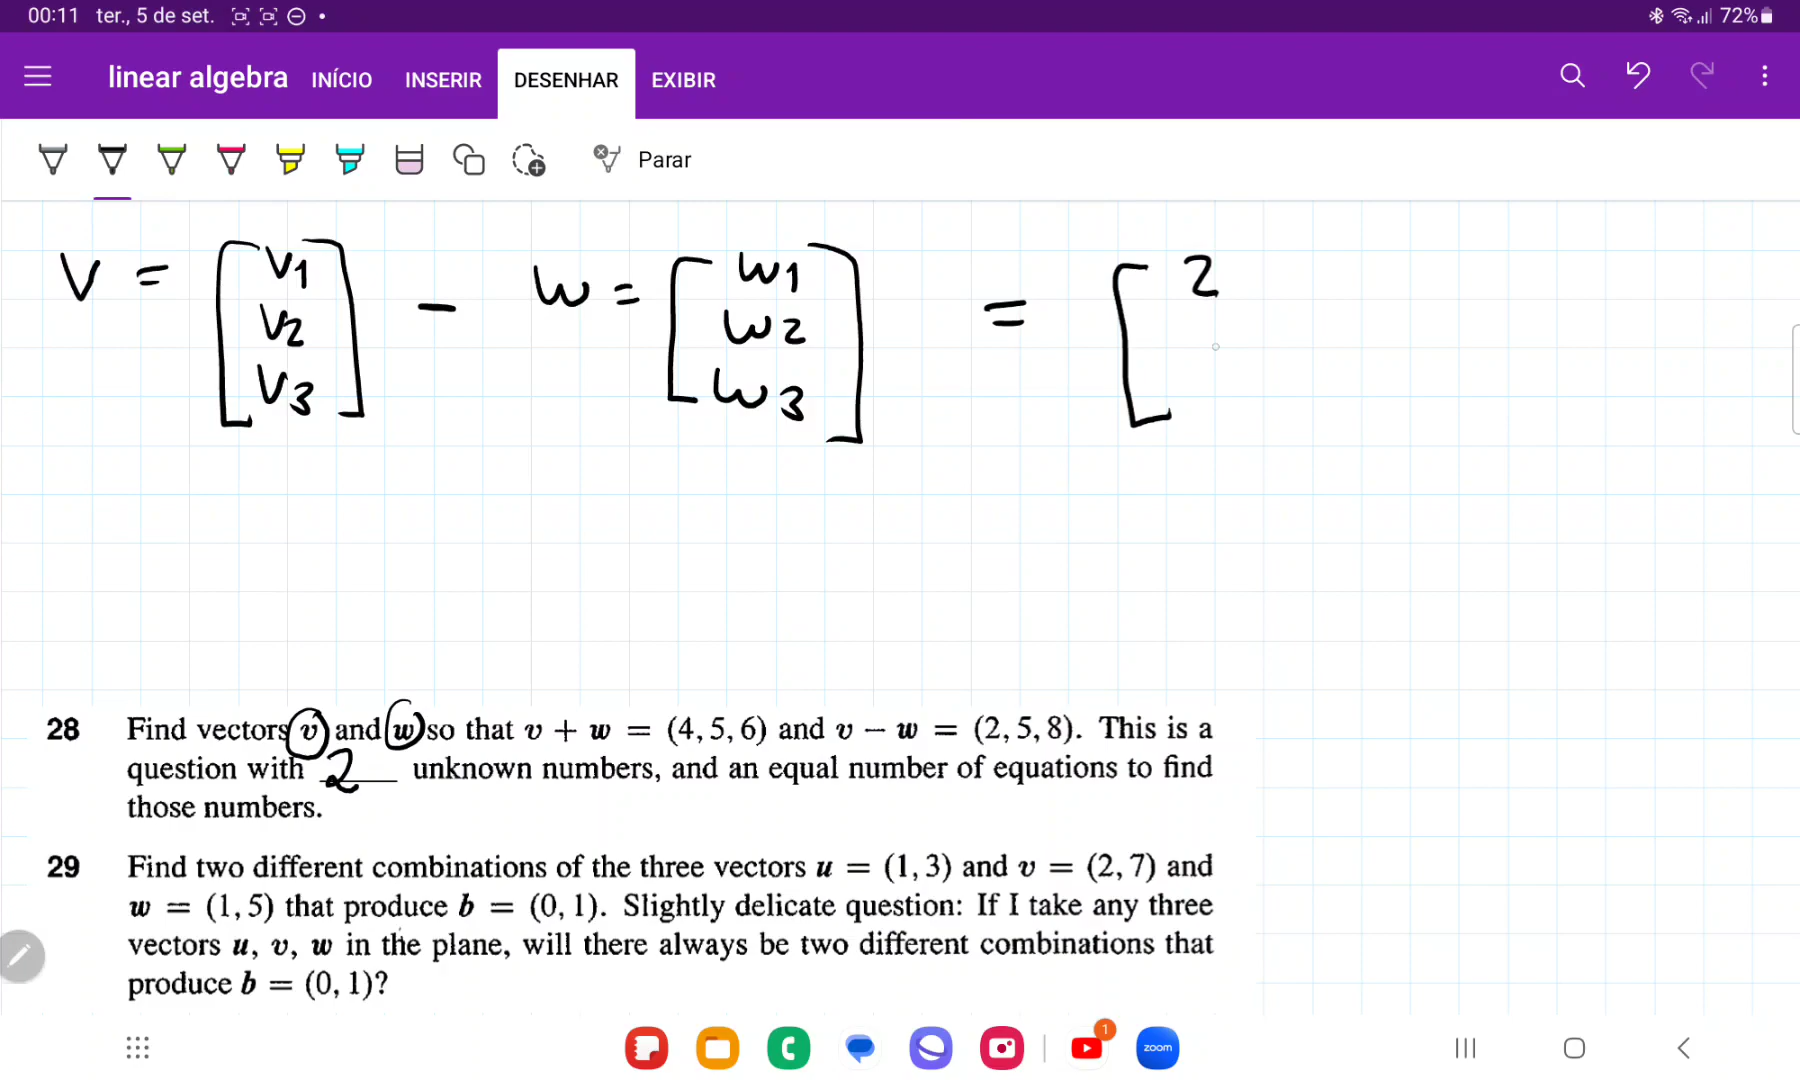 00:11 ter., 5 de set. 72%
linear algebra INÍCIO INSERIR DESENHAR EXIBIR
Parar
V = [ V1 V2 V3 ] - W = [ W1 W2 W3 ] = [ 2
28 Find vectors v and w so that v + w = (4, 5, 6) and v − w = (2, 5, 8). This is a
question with 2 unknown numbers, and an equal number of equations to find
those numbers.
29 Find two different combinations of the three vectors u = (1, 3) and v = (2, 7) and
w = (1, 5) that produce b = (0, 1). Slightly delicate question: If I take any three
vectors u, v, w in the plane, will there always be two different combinations that
produce b = (0, 1)?
1
zoom